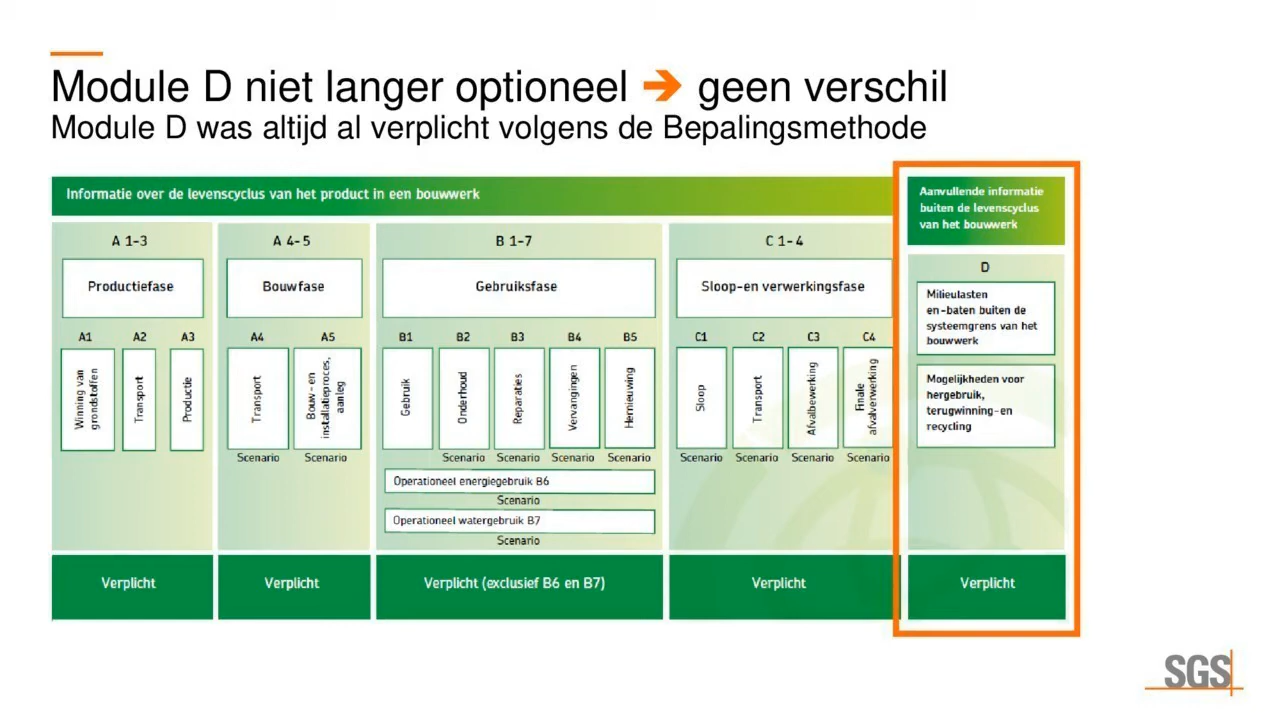 Module D niet langer optioneel ➔ geen verschil
Module D was altijd al verplicht volgens de Bepalingsmethode
Informatie over de levenscyclus van het product in een bouwwerk
A 1-3
Productiefase
A1
A2
A3
Winning van
grondstoffen
Transport
Productie
Verplicht
A 4-5
Bouwfase
A4
A5
Transport
Bouw- en
installatieproces,
aanleg
Scenario
Scenario
Verplicht
B 1-7
Gebruiksfase
B1
B2
B3
B4
B5
Gebruik
Onderhoud
Reparaties
Vervangingen
Hernieuwing
Scenario
Scenario
Scenario
Scenario
Operationeel energiegebruik B6
Scenario
Operationeel watergebruik B7
Scenario
Verplicht (exclusief B6 en B7)
C 1-4
Sloop-en verwerkingsfase
C1
C2
C3
C4
Sloop
Transport
Afvalbewerking
Finale
afvalverwerking
Scenario
Scenario
Scenario
Scenario
Verplicht
Aanvullende informatie
buiten de levenscyclus
van het bouwwerk
D
Milieulasten
en-baten buiten de
systeemgrens van het
bouwwerk
Mogelijkheden voor
hergebruik,
terugwinning-en
recycling
Verplicht
SGS